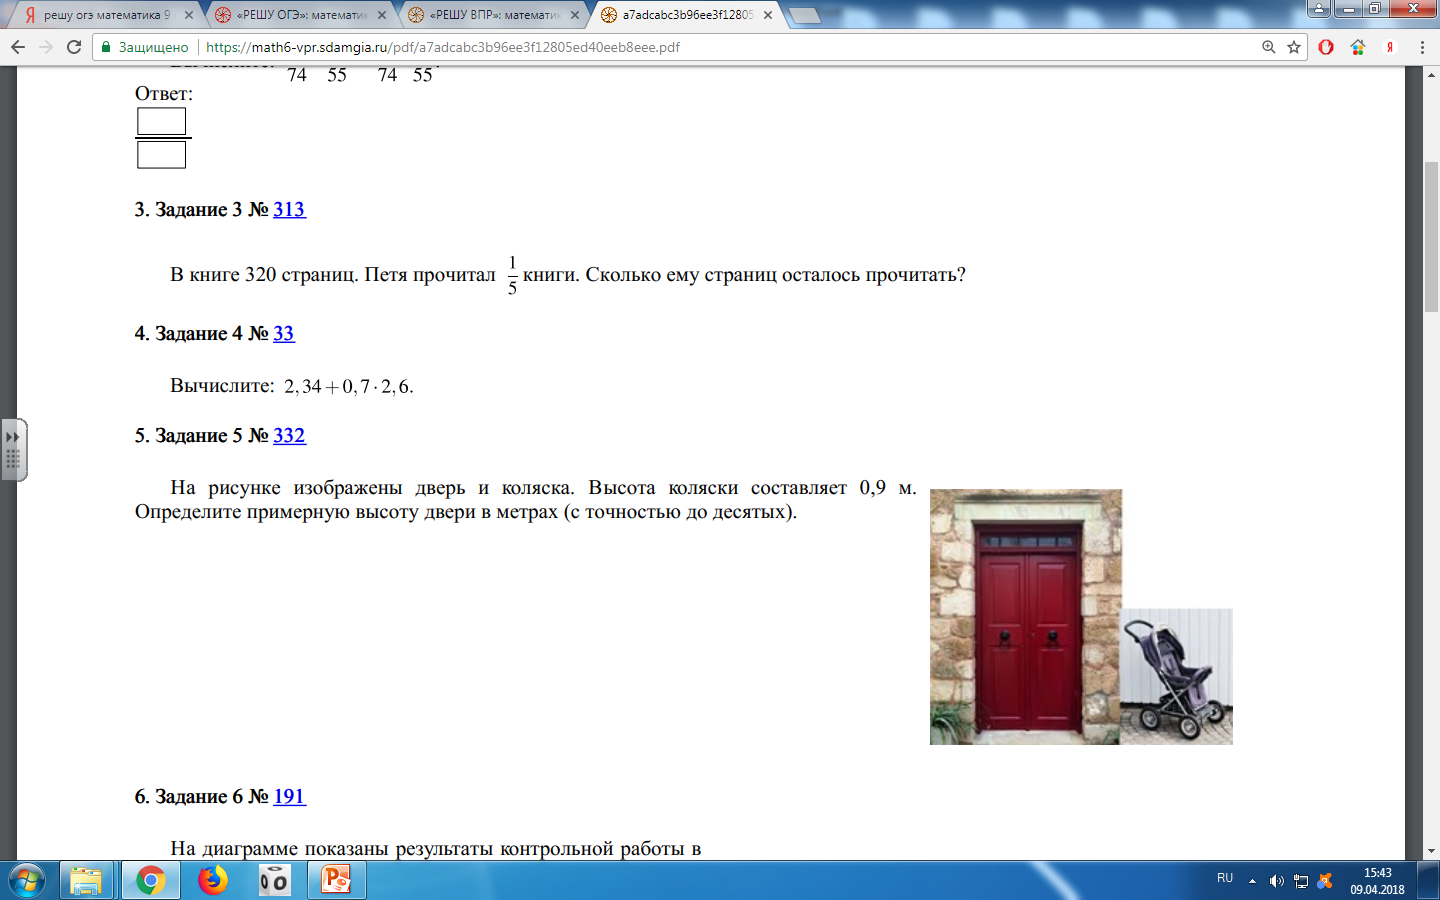 решу огэ математика 9
«РЕШУ ОГЭ»: математик
«РЕШУ ВПР»: математик
a7adcabc3b96ee3f12805
Защищено
https://math6-vpr.sdamgia.ru/pdf/a7adcabc3b96ee3f12805ed40eeb8eee.pdf
74 55 74 55
Ответ:
3. Задание 3 № 313
В книге 320 страниц. Петя прочитал 1/5 книги. Сколько ему страниц осталось прочитать?
4. Задание 4 № 33
Вычислите: 2,34+0,7·2,6.
5. Задание 5 № 332
На рисунке изображены дверь и коляска. Высота коляски составляет 0,9 м.
Определите примерную высоту двери в метрах (с точностью до десятых).
6. Задание 6 № 191
На диаграмме показаны результаты контрольной работы в
RU
15:43
09.04.2018